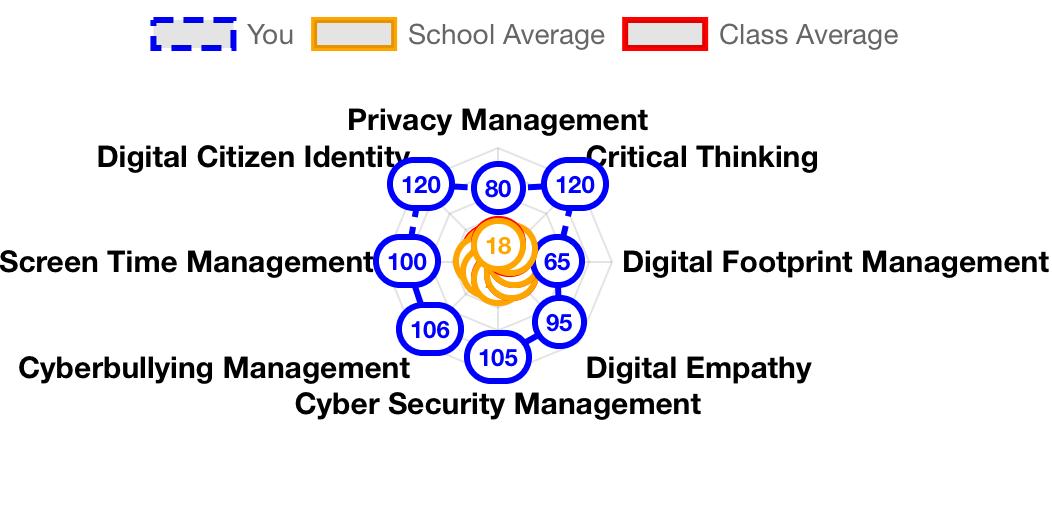 You School Average Class Average
Privacy Management
Digital Citizen Identity Critical Thinking
120 80 120
18
Screen Time Management 100 65 Digital Footprint Management
106 95
105
Cyberbullying Management Digital Empathy
Cyber Security Management